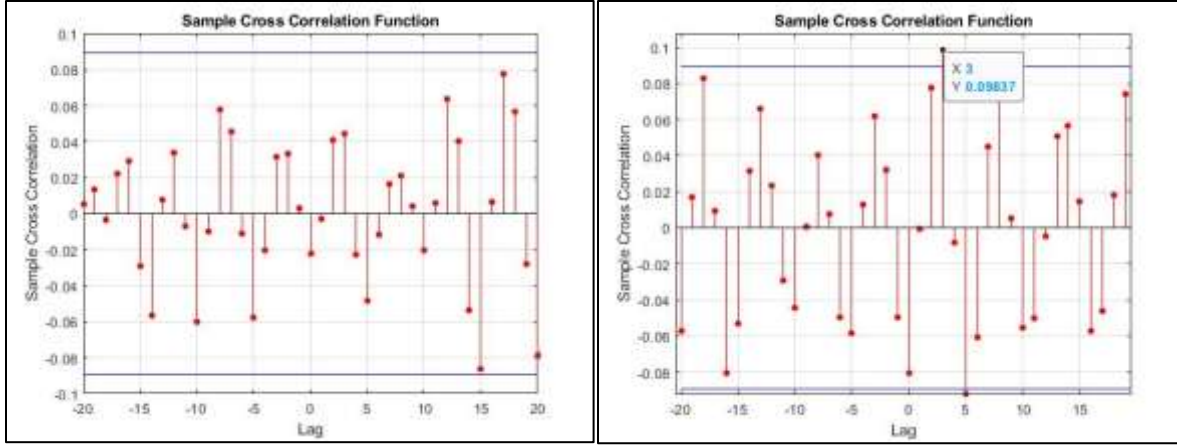 Sample Cross Correlation Function
0.1
0.08
0.06
0.04
0.02
0
-0.02
-0.04
-0.06
-0.08
-0.1
Sample Cross Correlation
-20 -15 -10 -5 0 5 10 15 20
Lag
Sample Cross Correlation Function
0.1
0.08
0.06
0.04
0.02
0
-0.02
-0.04
-0.06
-0.08
Sample Cross Correlation
X 3
Y 0.09837
-20 -15 -10 -5 0 5 10 15
Lag